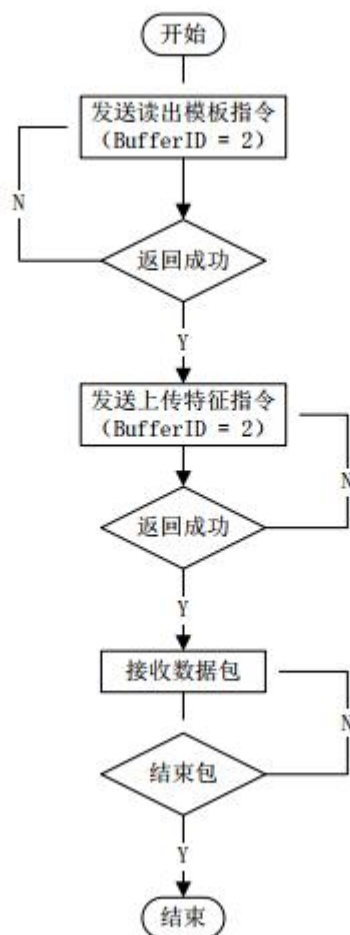 开始
发送读出模板指令
(BufferID = 2)
N
返回成功
Y
发送上传特征指令
(BufferID = 2)
N
返回成功
Y
接收数据包
N
结束包
Y
结束